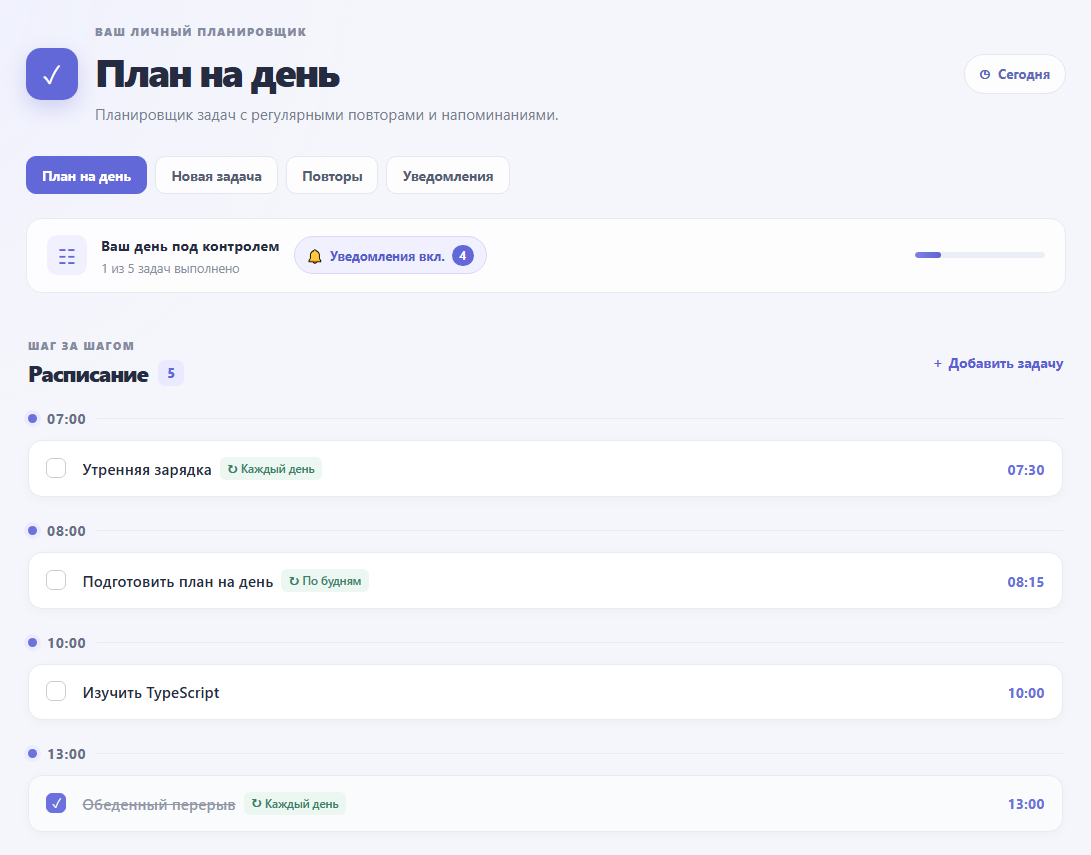 ВАШ ЛИЧНЫЙ ПЛАНИРОВЩИК
План на день
Планировщик задач с регулярными повторами и напоминаниями.
Сегодня
План на день
Новая задача
Повторы
Уведомления
Ваш день под контролем
1 из 5 задач выполнено
Уведомления вкл. 4
ШАГ ЗА ШАГОМ
Расписание 5
+ Добавить задачу
07:00
Утренняя зарядка ↻ Каждый день 07:30
08:00
Подготовить план на день ↻ По будням 08:15
10:00
Изучить TypeScript 10:00
13:00
Обеденный перерыв ↻ Каждый день 13:00